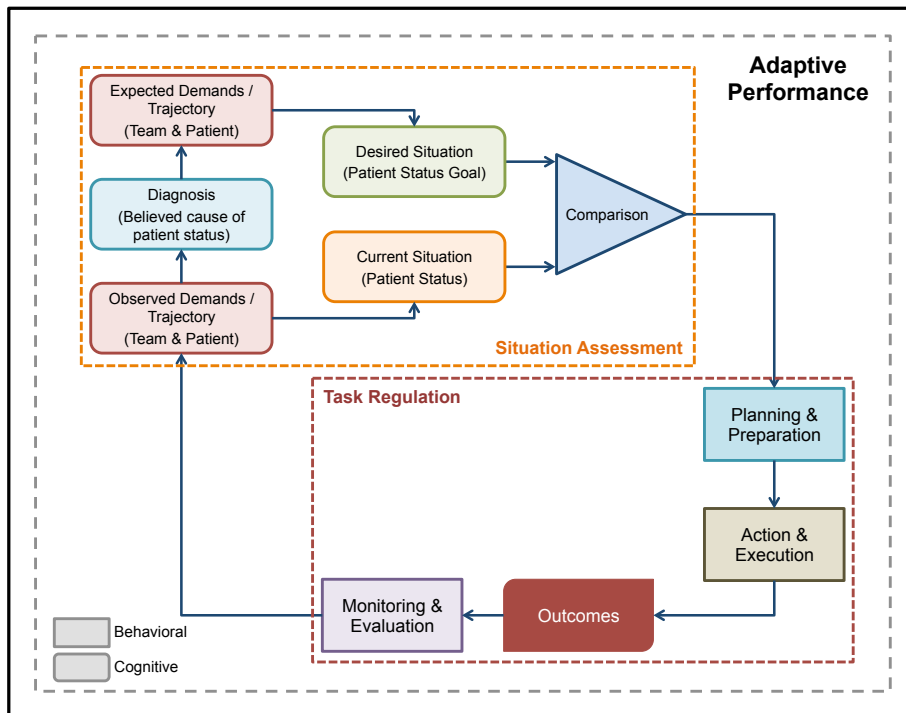 Adaptive
Performance
Expected Demands /
Trajectory
(Team & Patient)
Desired Situation
(Patient Status Goal)
Diagnosis
(Believed cause of
patient status)
Comparison
Current Situation
(Patient Status)
Observed Demands /
Trajectory
(Team & Patient)
Situation Assessment
Task Regulation
Planning &
Preparation
Action &
Execution
Outcomes
Monitoring &
Evaluation
Behavioral
Cognitive